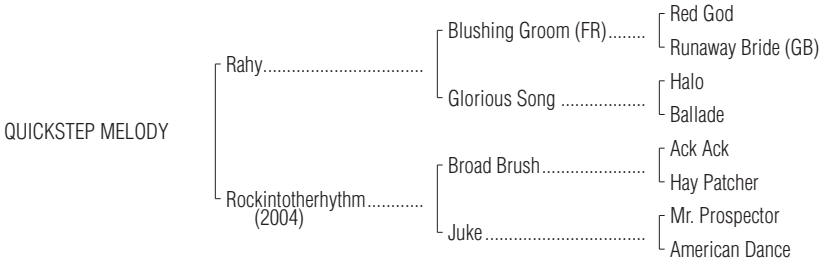 Red God
Blushing Groom (FR)........
Runaway Bride (GB)
Rahy..................................
Halo
Glorious Song ..................
Ballade
QUICKSTEP MELODY
Ack Ack
Broad Brush......................
Hay Patcher
Rockintotherhythm............
(2004)
Mr. Prospector
Juke..................................
American Dance